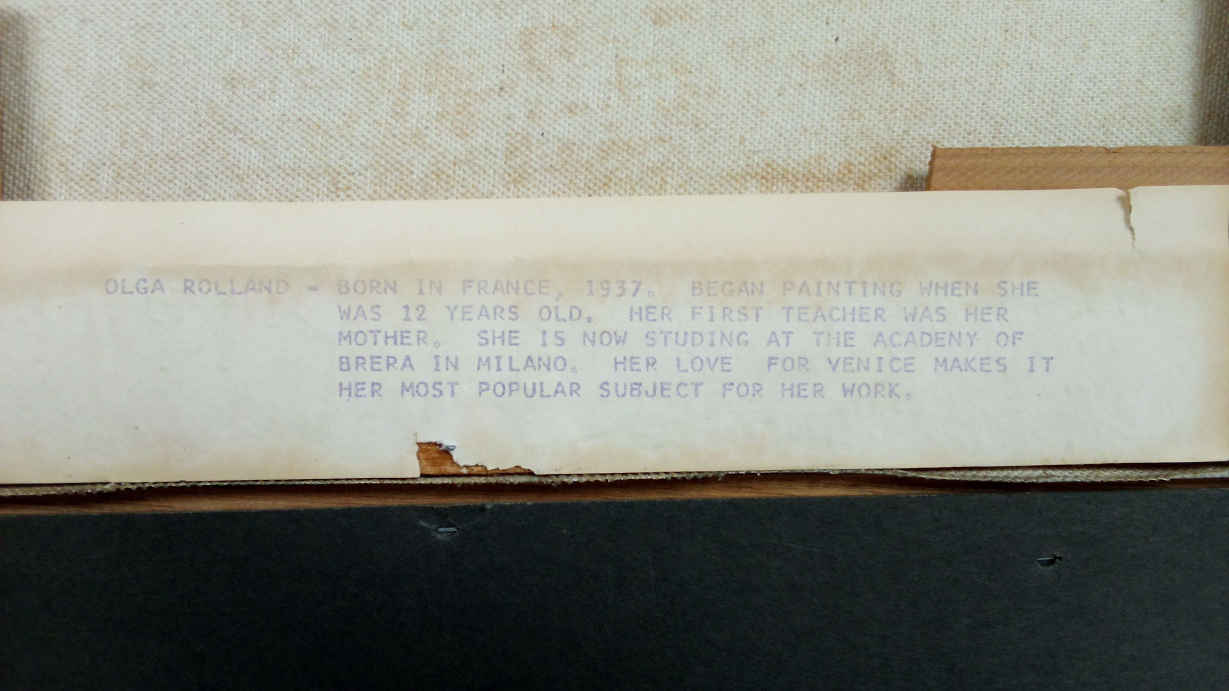 OLGA ROLLAND - BORN IN FRANCE, 1937. BEGAN PAINTING WHEN SHE
WAS 12 YEARS OLD. HER FIRST TEACHER WAS HER
MOTHER. SHE IS NOW STUDING AT THE ACADENY OF
BRERA IN MILANO. HER LOVE FOR VENICE MAKES IT
HER MOST POPULAR SUBJECT FOR HER WORK.